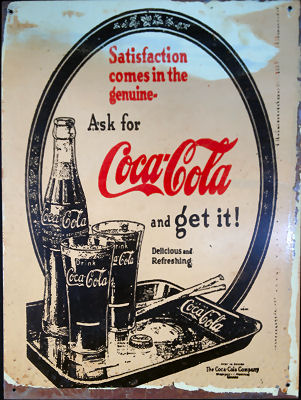 Satisfaction
comes in the
genuine-
Ask for
Coca-Cola
and get it!
Delicious and
Refreshing
Coca-Cola
Drink
Coca-Cola
Coca-Cola
Coca-Cola
The Coca-Cola Company